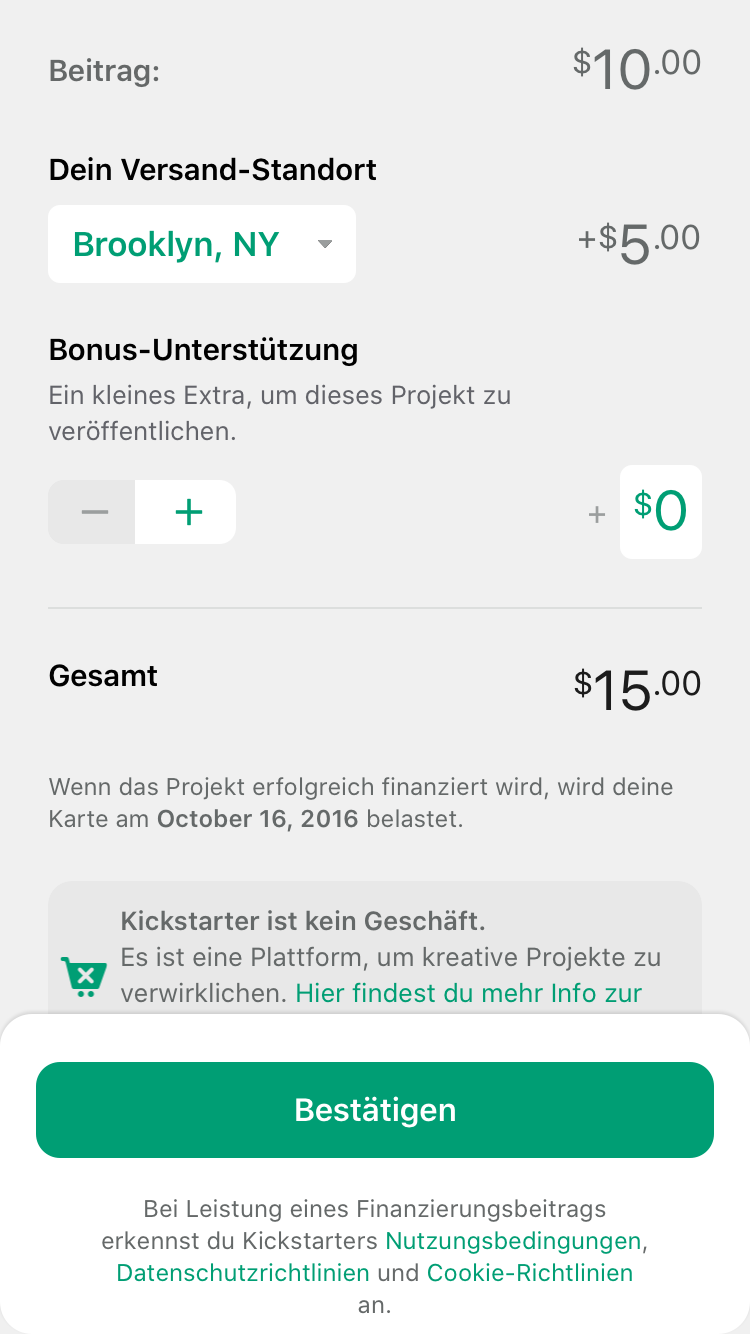 Beitrag: $10.00
Dein Versand-Standort
Brooklyn, NY +$5.00
Bonus-Unterstützung
Ein kleines Extra, um dieses Projekt zu
veröffentlichen.
− + + $0
Gesamt $15.00
Wenn das Projekt erfolgreich finanziert wird, wird deine
Karte am October 16, 2016 belastet.
Kickstarter ist kein Geschäft.
Es ist eine Plattform, um kreative Projekte zu
verwirklichen. Hier findest du mehr Info zur
Bestätigen
Bei Leistung eines Finanzierungsbeitrags
erkennst du Kickstarters Nutzungsbedingungen,
Datenschutzrichtlinien und Cookie-Richtlinien
an.